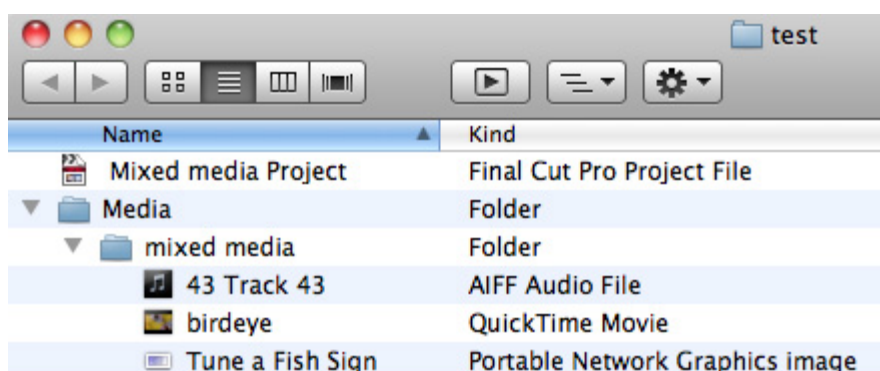 test
Name Kind
Mixed media Project Final Cut Pro Project File
Media Folder
mixed media Folder
43 Track 43 AIFF Audio File
birdeye QuickTime Movie
Tune a Fish Sign Portable Network Graphics image